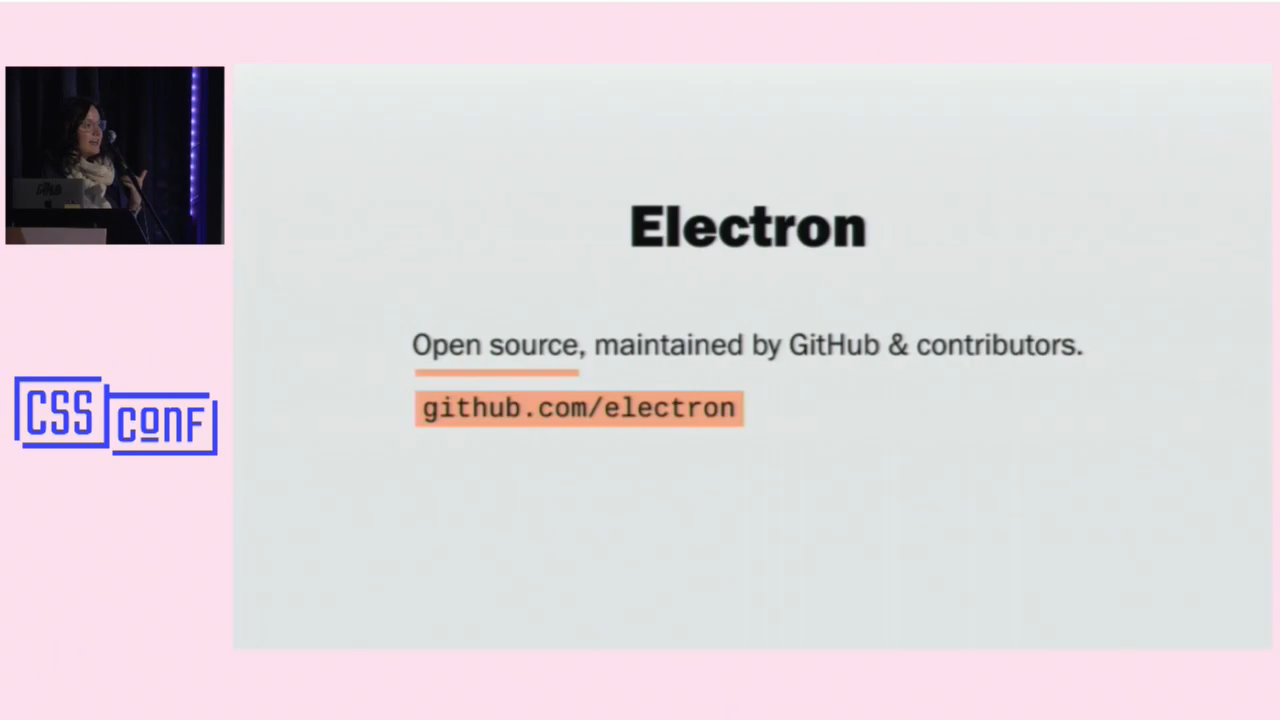 Electron
Open source, maintained by GitHub & contributors.
github.com/electron
CSS
conf